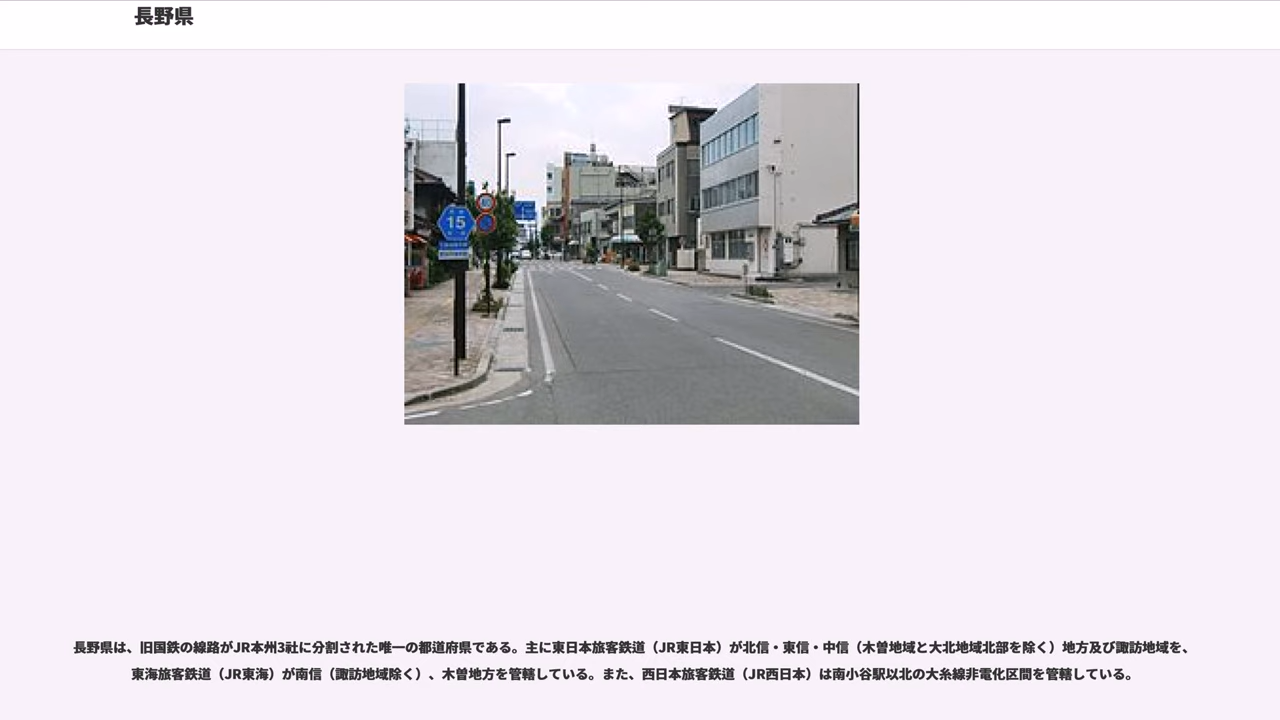 長野県
15
長野県は、旧国鉄の線路がJR本州3社に分割された唯一の都道府県である。主に東日本旅客鉄道（JR東日本）が北信・東信・中信（木曽地域と大北地域北部を除く）地方及び諏訪地域を、
東海旅客鉄道（JR東海）が南信（諏訪地域除く）、木曽地方を管轄している。また、西日本旅客鉄道（JR西日本）は南小谷駅以北の大糸線非電化区間を管轄している。